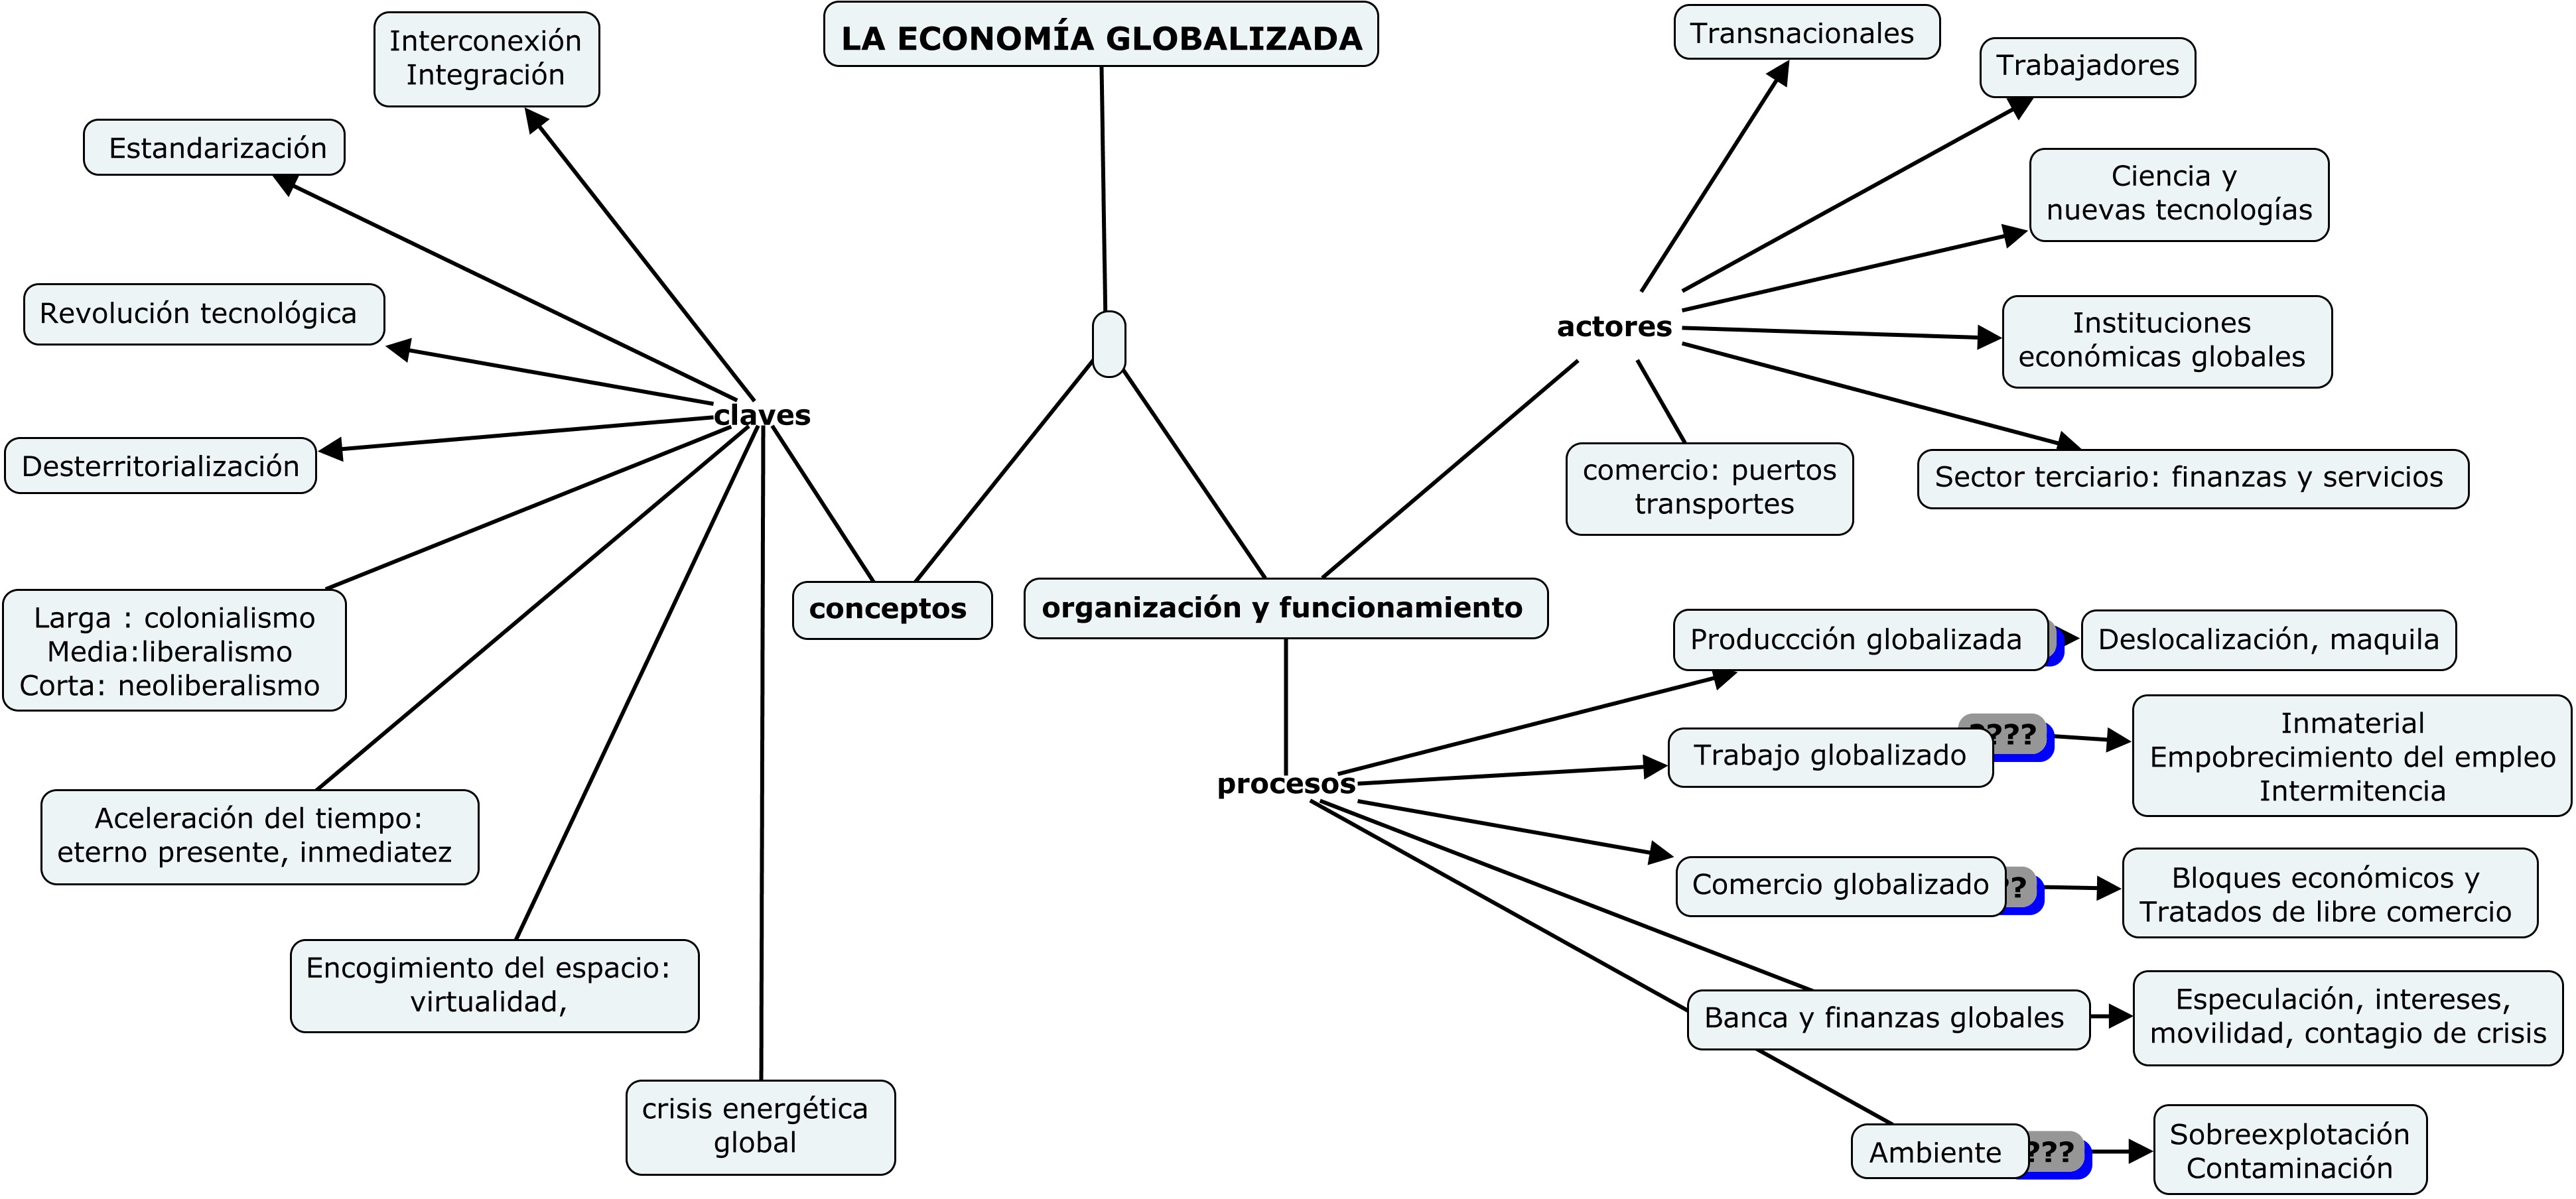 LA ECONOMÍA GLOBALIZADA
Interconexión
Integración
Estandarización
Revolución tecnológica
Desterritorialización
claves
Larga : colonialismo
Media:liberalismo
Corta: neoliberalismo
Aceleración del tiempo:
eterno presente, inmediatez
Encogimiento del espacio:
virtualidad,
crisis energética
global
conceptos
organización y funcionamiento
actores
Transnacionales
Trabajadores
Ciencia y
nuevas tecnologías
Instituciones
económicas globales
Sector terciario: finanzas y servicios
comercio: puertos
transportes
procesos
Produccción globalizada
Deslocalización, maquila
Trabajo globalizado
????
Inmaterial
Empobrecimiento del empleo
Intermitencia
Comercio globalizado
??
Bloques económicos y
Tratados de libre comercio
Banca y finanzas globales
Especulación, intereses,
movilidad, contagio de crisis
Ambiente
???
Sobreexplotación
Contaminación